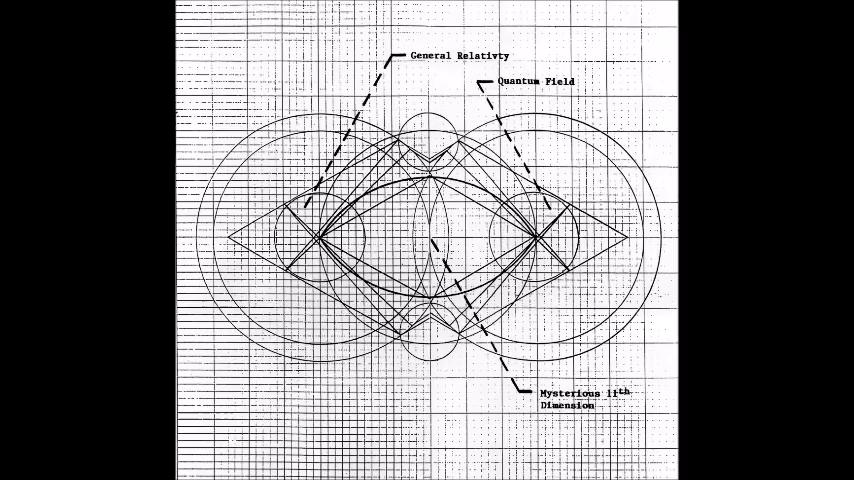 General Relativty
Quantum Field
Mysterious 11th
Dimension